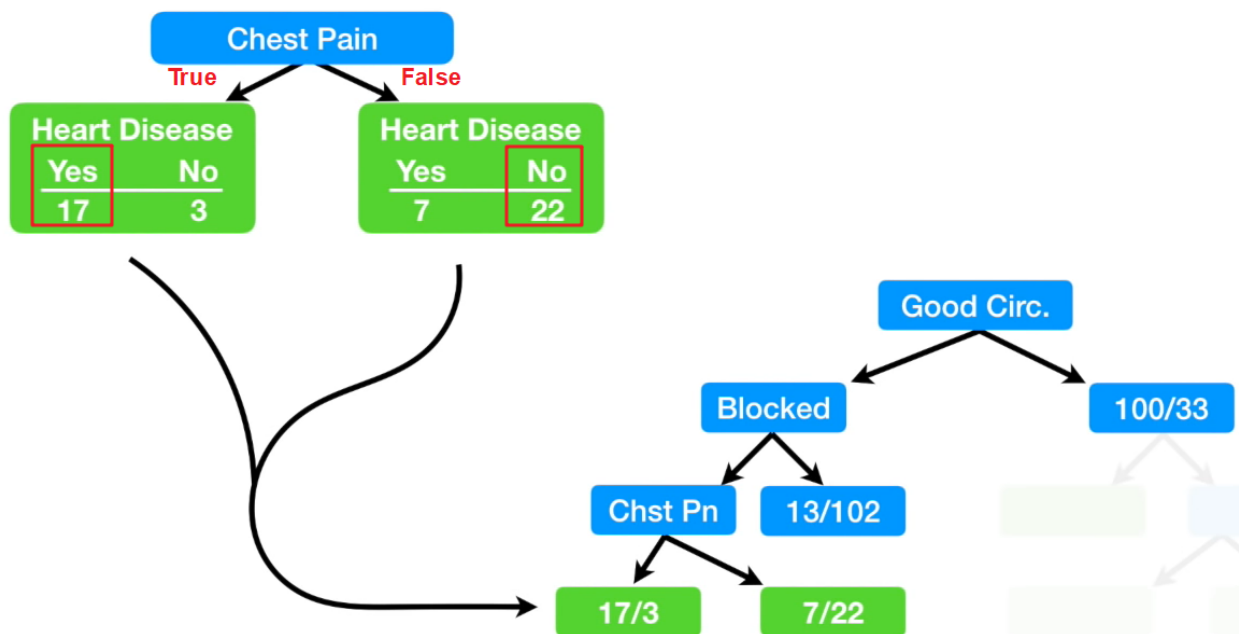 Chest Pain
True False
Heart Disease
Yes No
17 3
Heart Disease
Yes No
7 22
Good Circ.
Blocked 100/33
Chst Pn 13/102
17/3 7/22